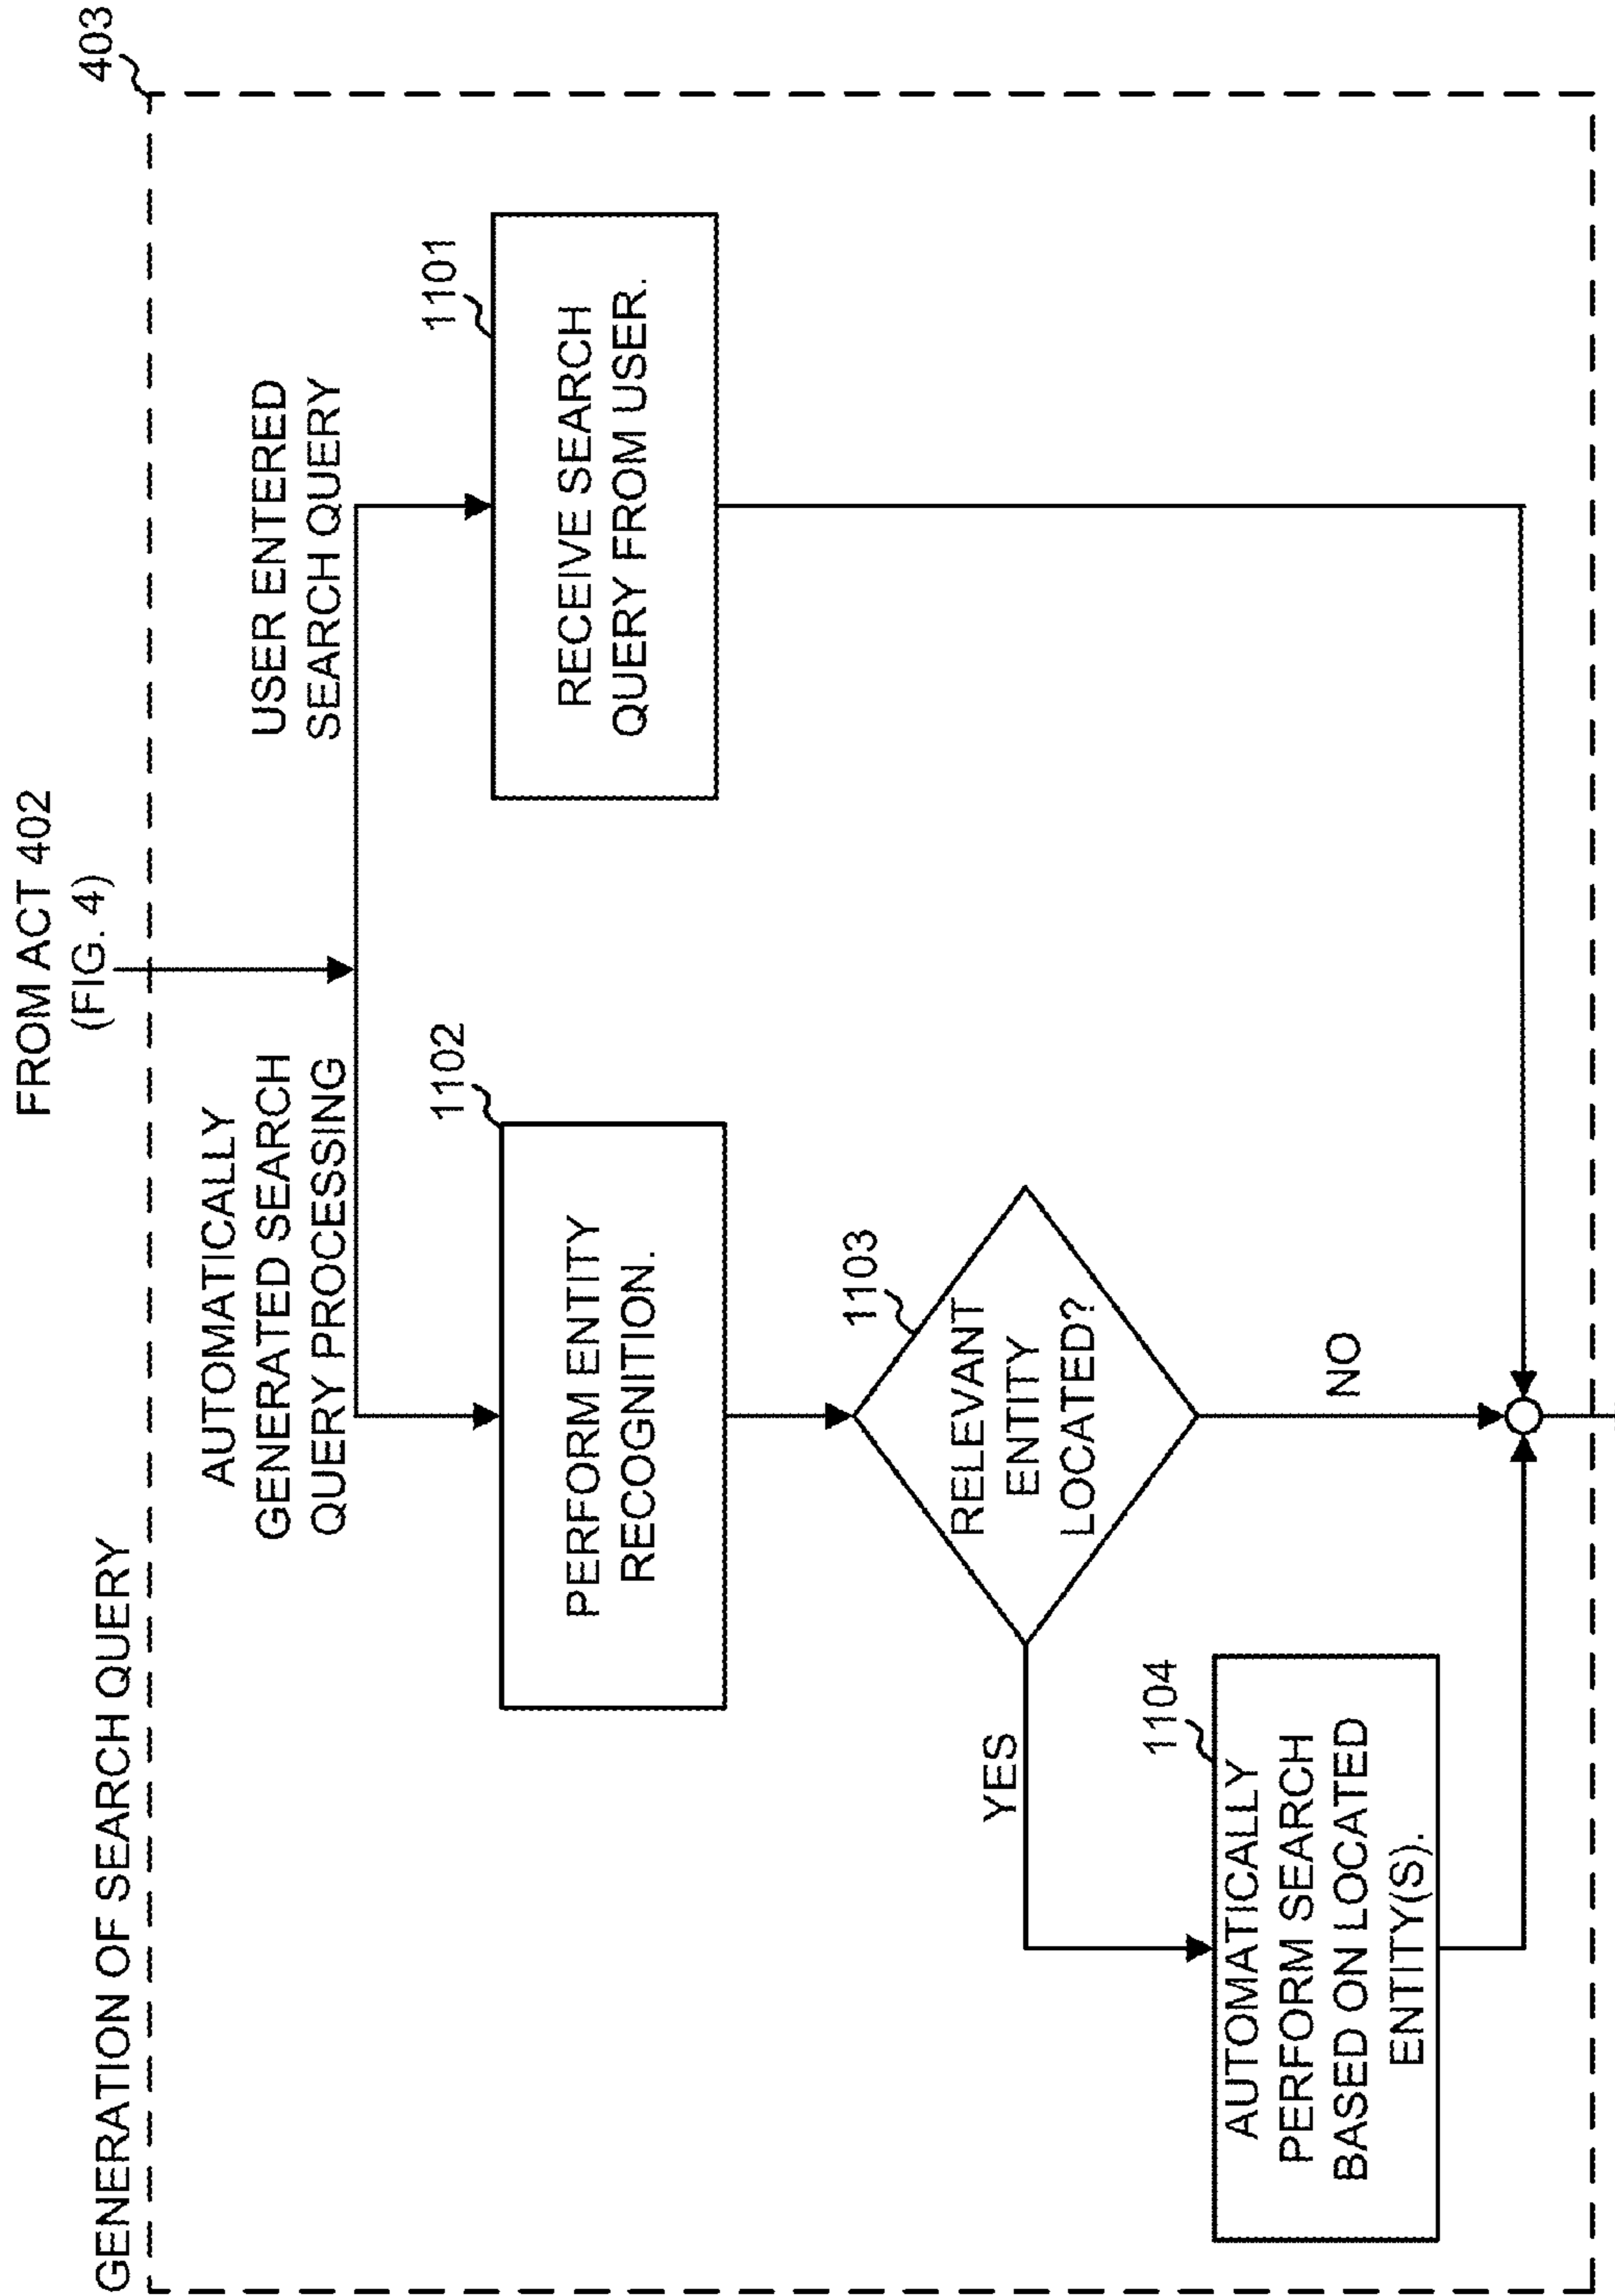 FROM ACT 402
(FIG. 4)
GENERATION OF SEARCH QUERY
403
AUTOMATICALLY
GENERATED SEARCH
QUERY PROCESSING
USER ENTERED
SEARCH QUERY
1102
PERFORM ENTITY
RECOGNITION.
1101
RECEIVE SEARCH
QUERY FROM USER.
1103
RELEVANT
ENTITY
LOCATED?
YES
NO
1104
AUTOMATICALLY
PERFORM SEARCH
BASED ON LOCATED
ENTITY(S).